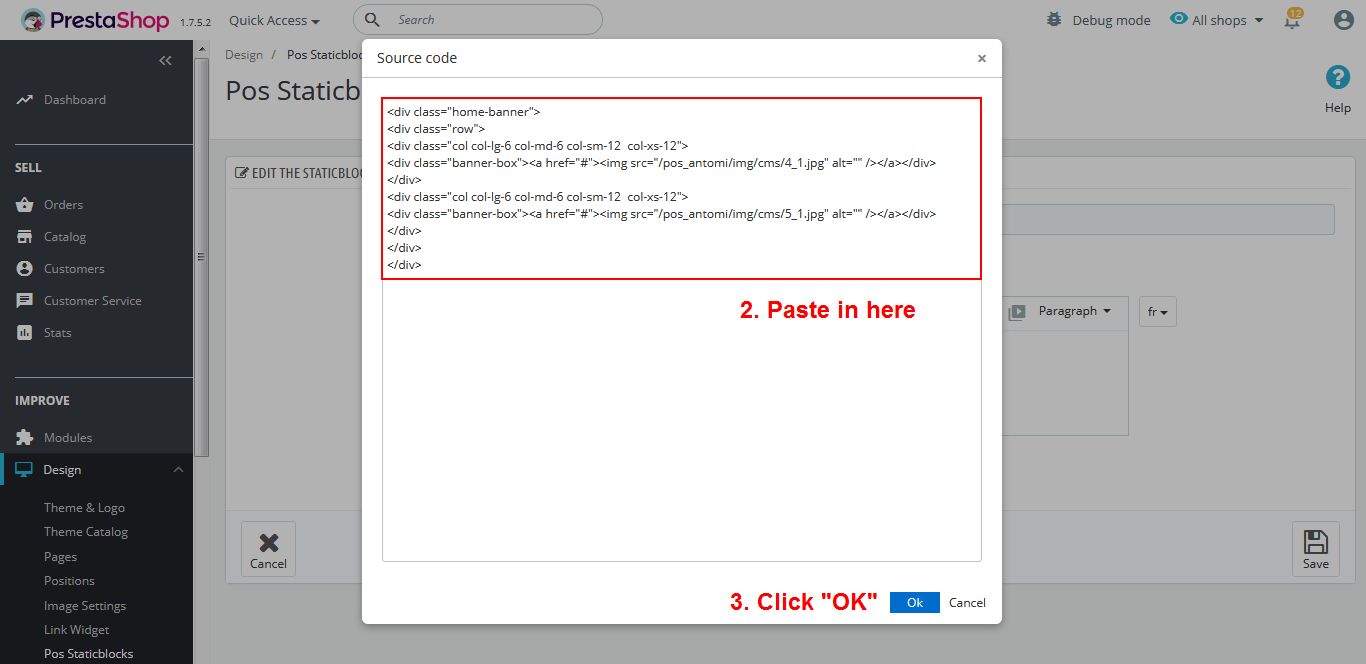 PrestaShop 1.7.5.2 Quick Access Search Debug mode All shops 12
Design / Pos Staticbloc
Pos Staticb
Help
Dashboard
SELL
Orders
Catalog
Customers
Customer Service
Stats
IMPROVE
Modules
Design
Theme & Logo
Theme Catalog
Pages
Positions
Image Settings
Link Widget
Pos Staticblocks
EDIT THE STATICBLOC
Paragraph fr
Cancel
Save
Source code ×
<div class="home-banner">
<div class="row">
<div class="col col-lg-6 col-md-6 col-sm-12  col-xs-12">
<div class="banner-box"><a href="#"><img src="/pos_antomi/img/cms/4_1.jpg" alt="" /></a></div>
</div>
<div class="col col-lg-6 col-md-6 col-sm-12  col-xs-12">
<div class="banner-box"><a href="#"><img src="/pos_antomi/img/cms/5_1.jpg" alt="" /></a></div>
</div>
</div>
</div>
2. Paste in here
3. Click "OK" Ok Cancel